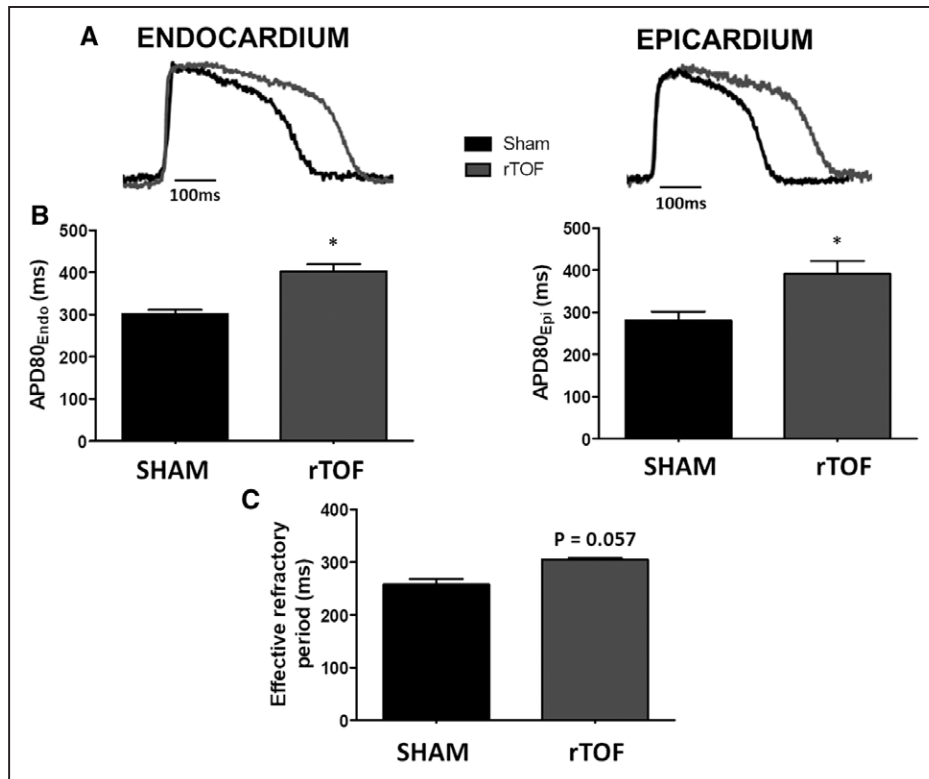 A
ENDOCARDIUM
EPICARDIUM
Sham
rTOF
100ms
100ms
B
APD80Endo (ms)
500
400
300
200
100
0
*
SHAM
rTOF
APD80Epi (ms)
500
400
300
200
100
0
*
SHAM
rTOF
C
Effective refractory
period (ms)
400
300
200
100
0
P = 0.057
SHAM
rTOF